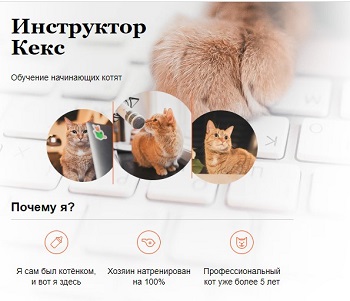 Инструктор
Кекс
Обучение начинающих котят
Почему я?
Я сам был котёнком,
и вот я здесь
Хозяин натренирован
на 100%
Профессиональный
кот уже более 5 лет